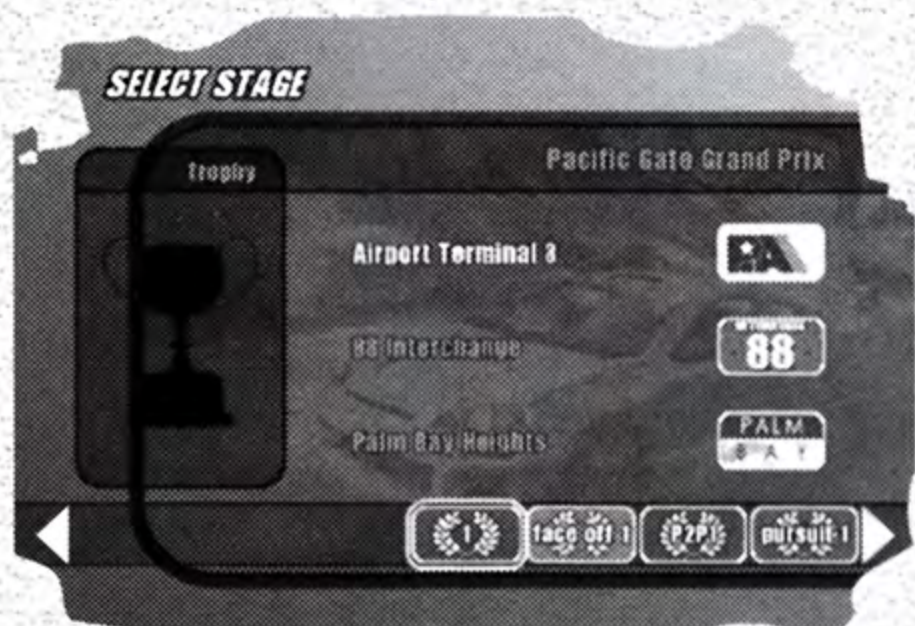 SELECT STAGE
Trophy
Pacific Gate Grand Prix
Airport Terminal 3
PA
88 Interchange
88
Palm Bay Heights
PALM
BAY
1
face off 1
P2P1
pursuit 1